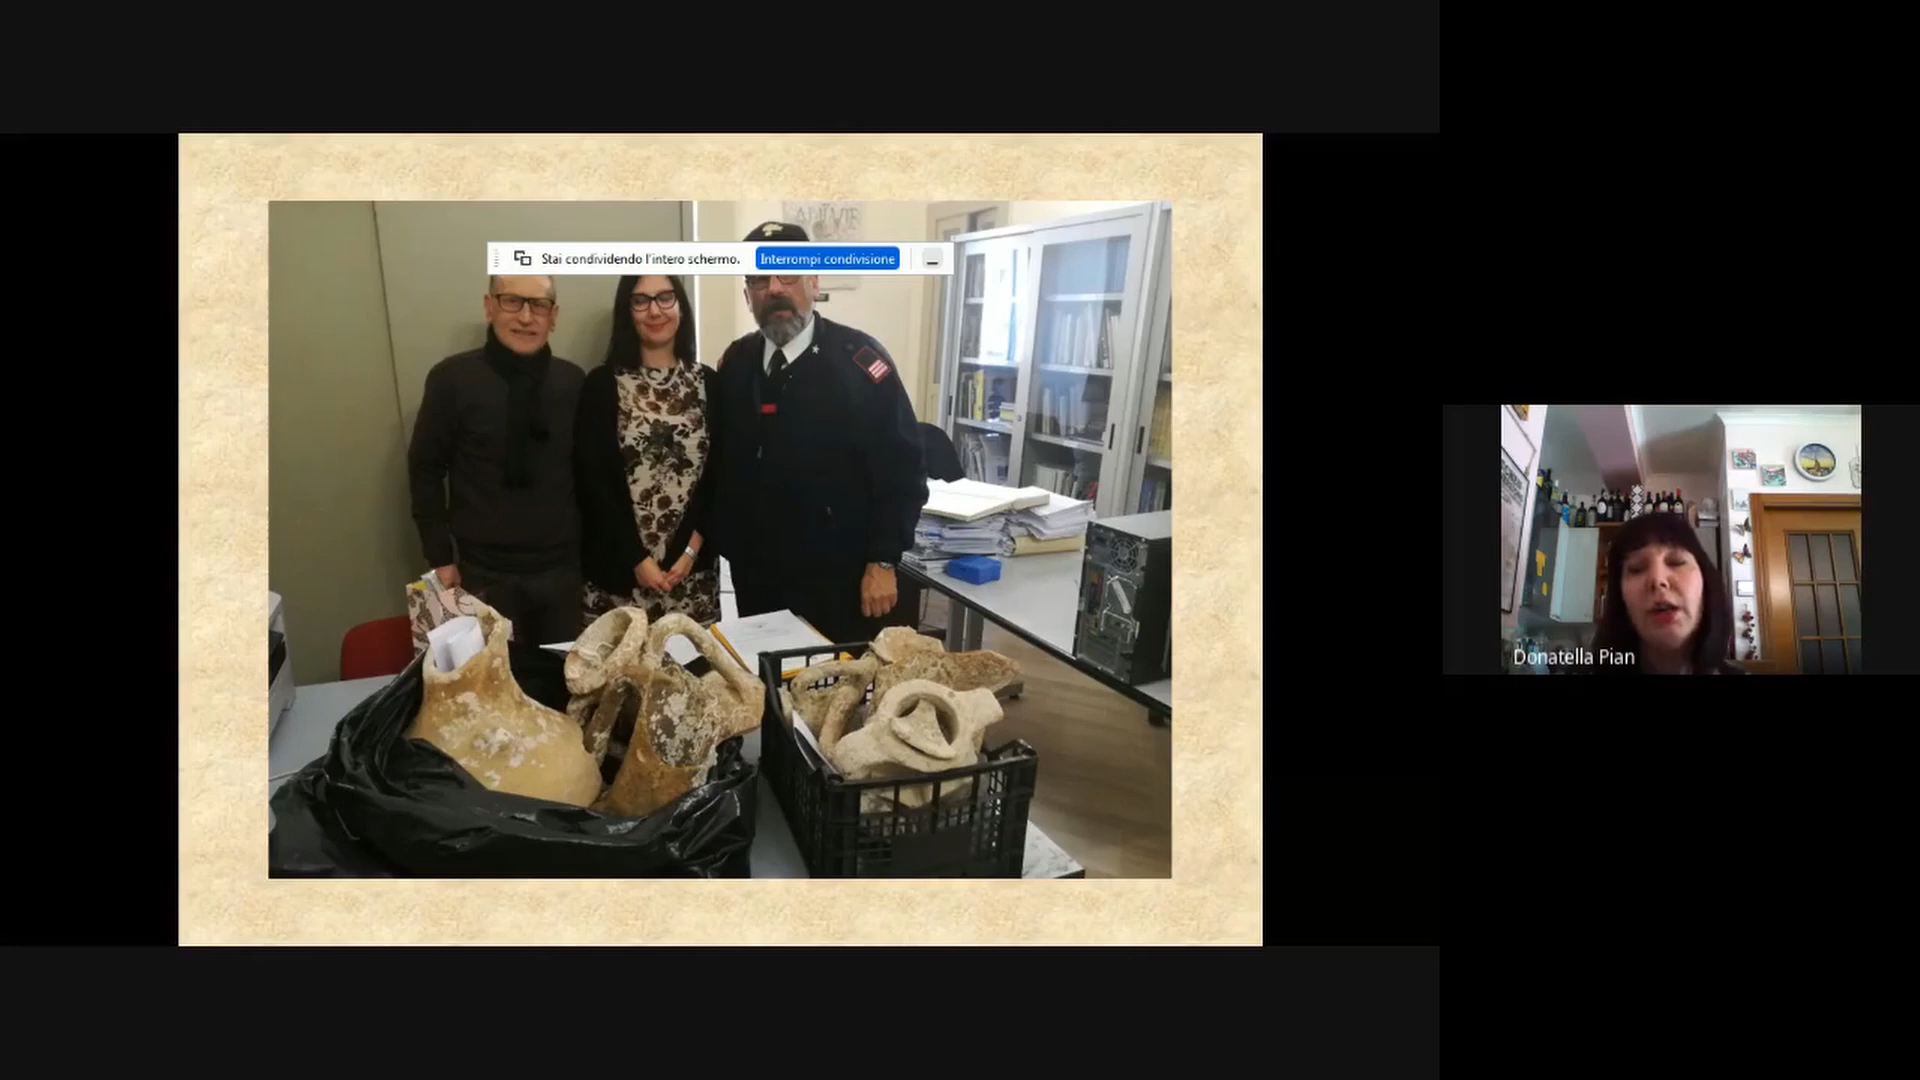 Stai condividendo l'intero schermo.
Interrompi condivisione
Donatella Pian